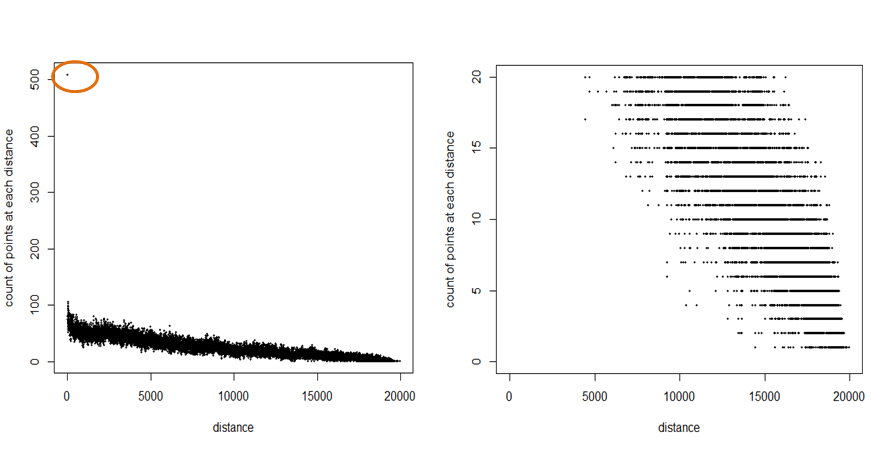 count of points at each distance
500
400
300
200
100
0
0 5000 10000 15000 20000
distance
count of points at each distance
20
15
10
5
0
0 5000 10000 15000 20000
distance